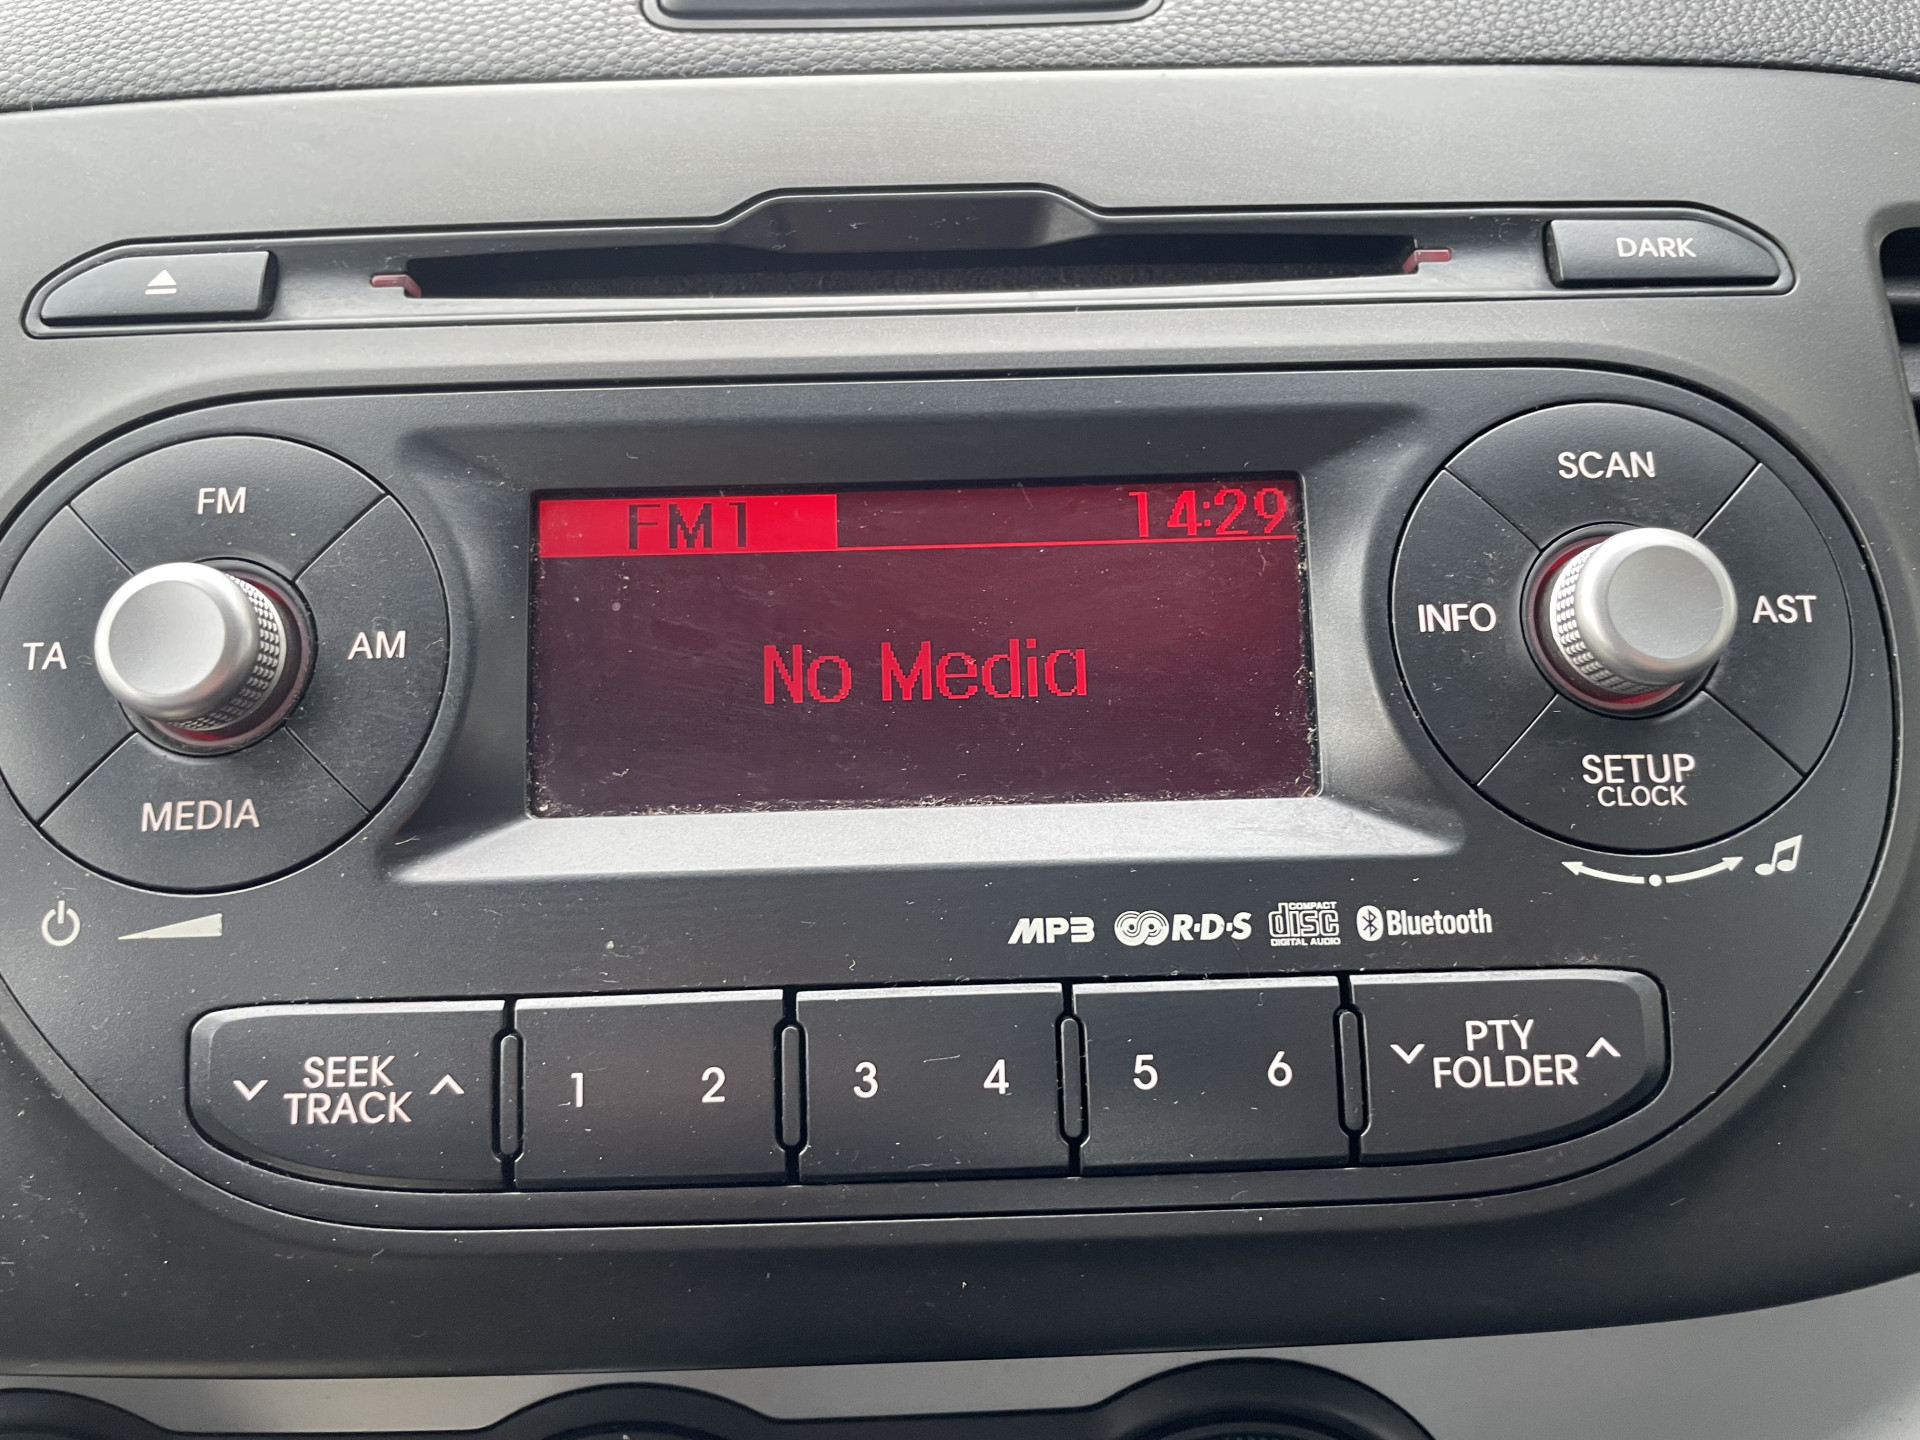 DARK
FM1 14:29
No Media
FM
TA
AM
MEDIA
SCAN
INFO
AST
SETUP
CLOCK
MP3 R·D·S COMPACT disc DIGITAL AUDIO Bluetooth
SEEK
TRACK
1 2 3 4 5 6
PTY
FOLDER